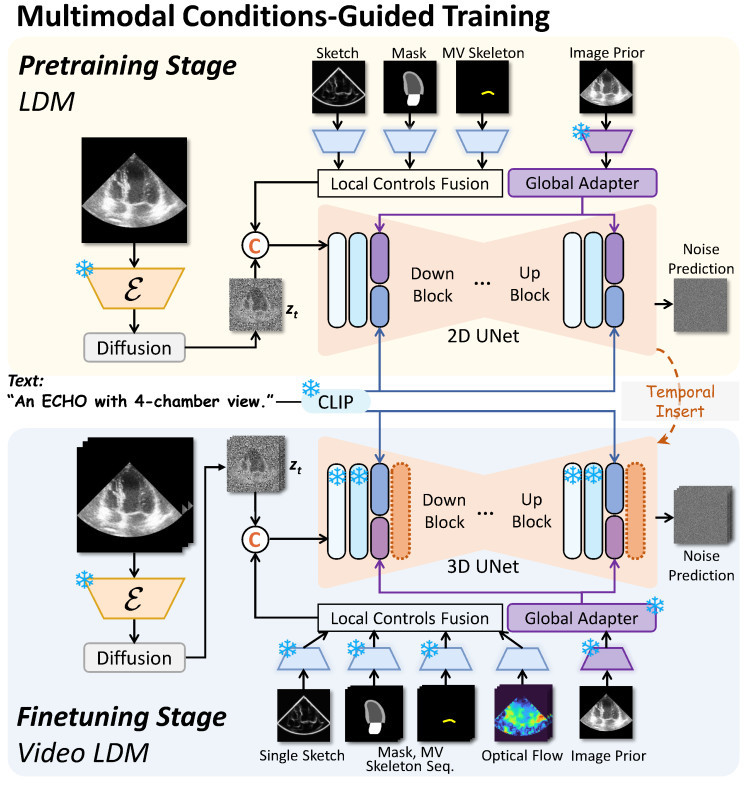 Multimodal Conditions-Guided Training
Pretraining Stage
LDM
Sketch
Mask
MV Skeleton
Image Prior
Local Controls Fusion
Global Adapter
C
ℰ
z_t
Diffusion
Down
Block
...
Up
Block
2D UNet
Noise
Prediction
Text:
“An ECHO with 4-chamber view.”
CLIP
Temporal
Insert
z_t
C
ℰ
Diffusion
Down
Block
...
Up
Block
3D UNet
Noise
Prediction
Local Controls Fusion
Global Adapter
Finetuning Stage
Video LDM
Single Sketch
Mask, MV
Skeleton Seq.
Optical Flow
Image Prior